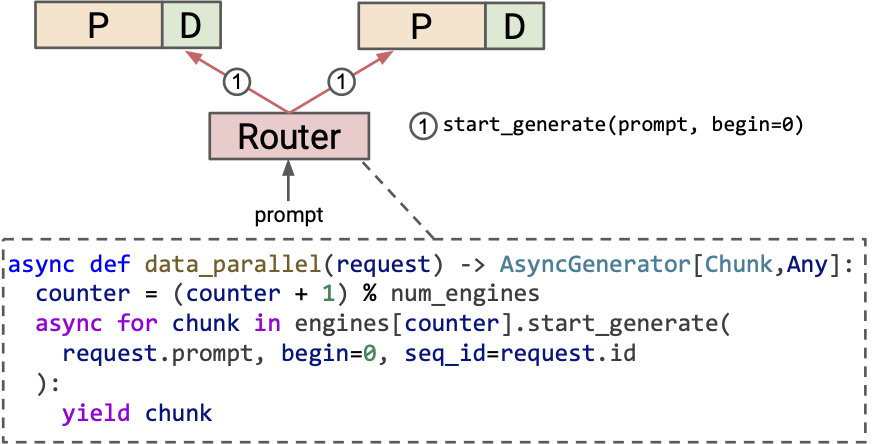 P D P D
1 1
Router
1 start_generate(prompt, begin=0)
prompt
async def data_parallel(request) -> AsyncGenerator[Chunk,Any]:
counter = (counter + 1) % num_engines
async for chunk in engines[counter].start_generate(
request.prompt, begin=0, seq_id=request.id
):
yield chunk